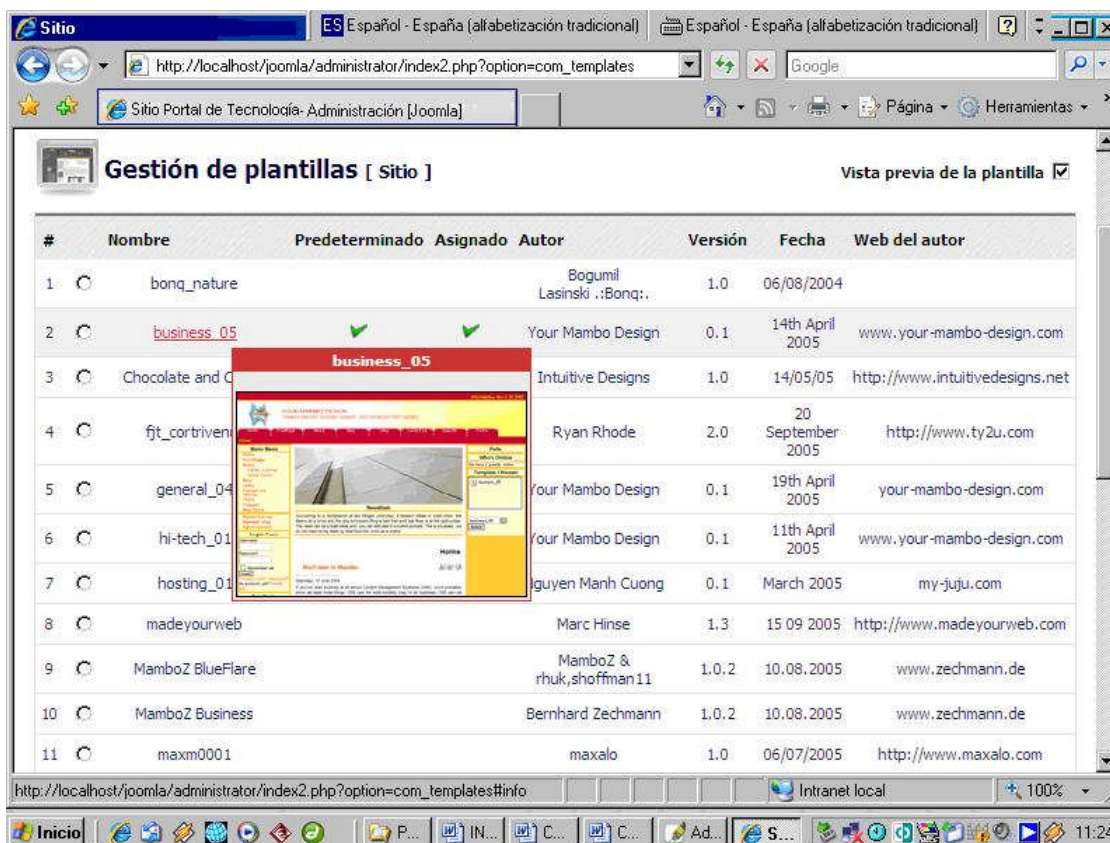 Sitio
ES Español - España (alfabetización tradicional)
Español - España (alfabetización tradicional)
http://localhost/joomla/administrator/index2.php?option=com_templates
Google
Sitio Portal de Tecnología- Administración [Joomla]
Página
Herramientas
Gestión de plantillas [ Sitio ]
Vista previa de la plantilla
# Nombre Predeterminado Asignado Autor Versión Fecha Web del autor
1 bonq_nature Bogumil Lasinski .:Bonq:. 1.0 06/08/2004
2 business_05 Your Mambo Design 0.1 14th April 2005 www.your-mambo-design.com
business_05
3 Chocolate and Intuitive Designs 1.0 14/05/05 http://www.intuitivedesigns.net
4 Ryan Rhode 2.0 20 September 2005 http://www.ty2u.com
5 general_04 Your Mambo Design 0.1 19th April 2005 your-mambo-design.com
6 hi-tech_01 Your Mambo Design 0.1 11th April 2005 www.your-mambo-design.com
7 hosting_01 Nguyen Manh Cuong 0.1 March 2005 my-juju.com
8 madeyourweb Marc Hinse 1.3 15 09 2005 http://www.madeyourweb.com
9 MamboZ BlueFlare MamboZ & rhuk,shoffman11 1.0.2 10.08.2005 www.zechmann.de
10 MamboZ Business Bernhard Zechmann 1.0.2 10.08.2005 www.zechmann.de
11 maxm0001 maxalo 1.0 06/07/2005 http://www.maxalo.com
http://localhost/joomla/administrator/index2.php?option=com_templates#info
Intranet local
100%
Inicio
P...
IN...
C...
C...
Ad...
S...
11:24